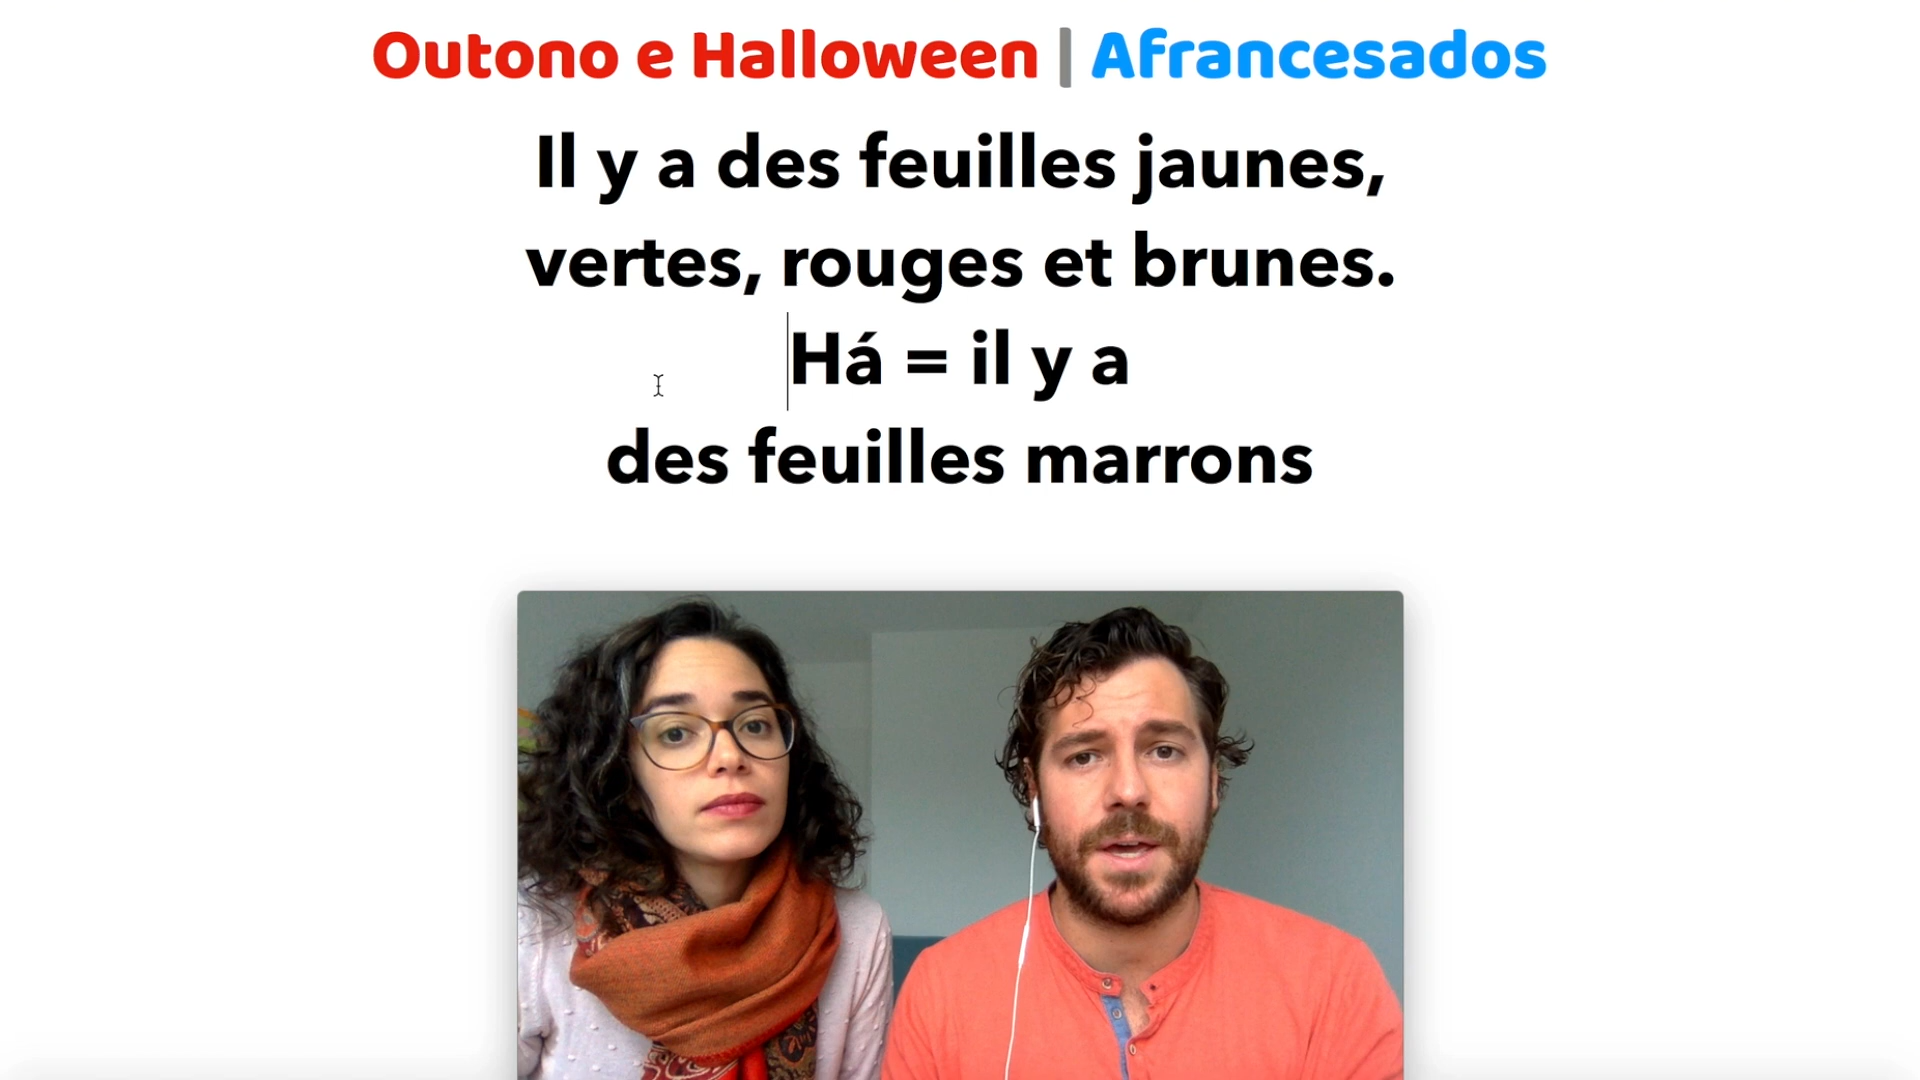 Outono e Halloween | Afrancesados
Il y a des feuilles jaunes,
vertes, rouges et brunes.
Há = il y a
des feuilles marrons